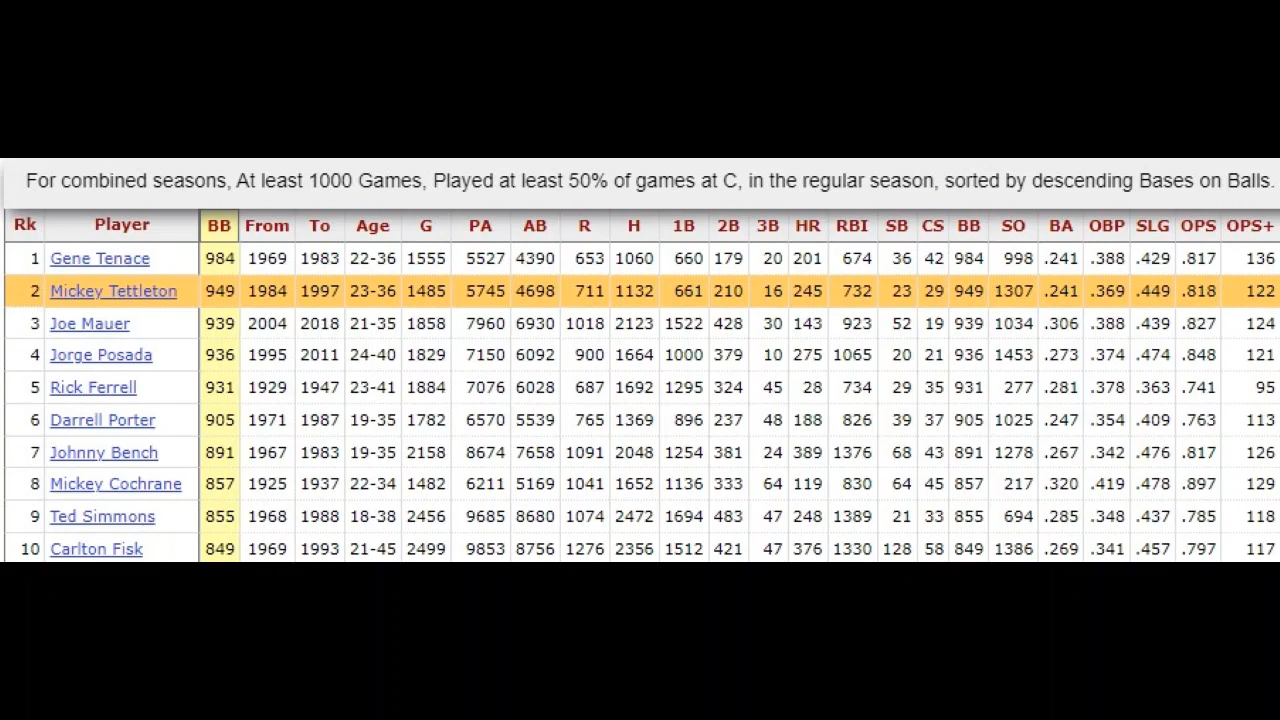 For combined seasons, At least 1000 Games, Played at least 50% of games at C, in the regular season, sorted by descending Bases on Balls.
Rk Player BB From To Age G PA AB R H 1B 2B 3B HR RBI SB CS BB SO BA OBP SLG OPS OPS+
1 Gene Tenace 984 1969 1983 22-36 1555 5527 4390 653 1060 660 179 20 201 674 36 42 984 998 .241 .388 .429 .817 136
2 Mickey Tettleton 949 1984 1997 23-36 1485 5745 4698 711 1132 661 210 16 245 732 23 29 949 1307 .241 .369 .449 .818 122
3 Joe Mauer 939 2004 2018 21-35 1858 7960 6930 1018 2123 1522 428 30 143 923 52 19 939 1034 .306 .388 .439 .827 124
4 Jorge Posada 936 1995 2011 24-40 1829 7150 6092 900 1664 1000 379 10 275 1065 20 21 936 1453 .273 .374 .474 .848 121
5 Rick Ferrell 931 1929 1947 23-41 1884 7076 6028 687 1692 1295 324 45 28 734 29 35 931 277 .281 .378 .363 .741 95
6 Darrell Porter 905 1971 1987 19-35 1782 6570 5539 765 1369 896 237 48 188 826 39 37 905 1025 .247 .354 .409 .763 113
7 Johnny Bench 891 1967 1983 19-35 2158 8674 7658 1091 2048 1254 381 24 389 1376 68 43 891 1278 .267 .342 .476 .817 126
8 Mickey Cochrane 857 1925 1937 22-34 1482 6211 5169 1041 1652 1136 333 64 119 830 64 45 857 217 .320 .419 .478 .897 129
9 Ted Simmons 855 1968 1988 18-38 2456 9685 8680 1074 2472 1694 483 47 248 1389 21 33 855 694 .285 .348 .437 .785 118
10 Carlton Fisk 849 1969 1993 21-45 2499 9853 8756 1276 2356 1512 421 47 376 1330 128 58 849 1386 .269 .341 .457 .797 117